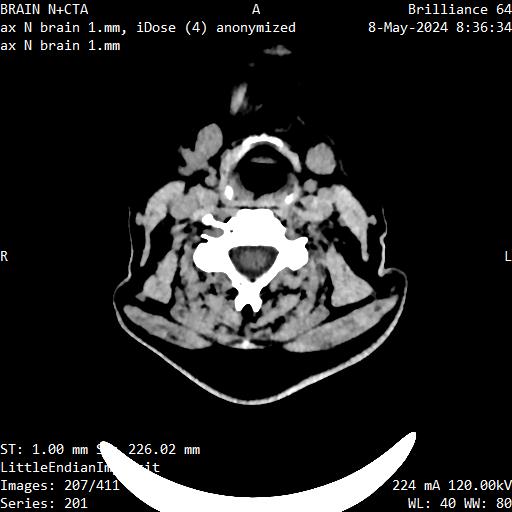 BRAIN N+CTA
A
Brilliance 64
ax N brain 1.mm, iDose (4) anonymized
8-May-2024 8:36:34
ax N brain 1.mm
R
L
ST: 1.00 mm 226.02 mm
Images: 207/411
224 mA 120.00kV
Series: 201
WL: 40 WW: 80